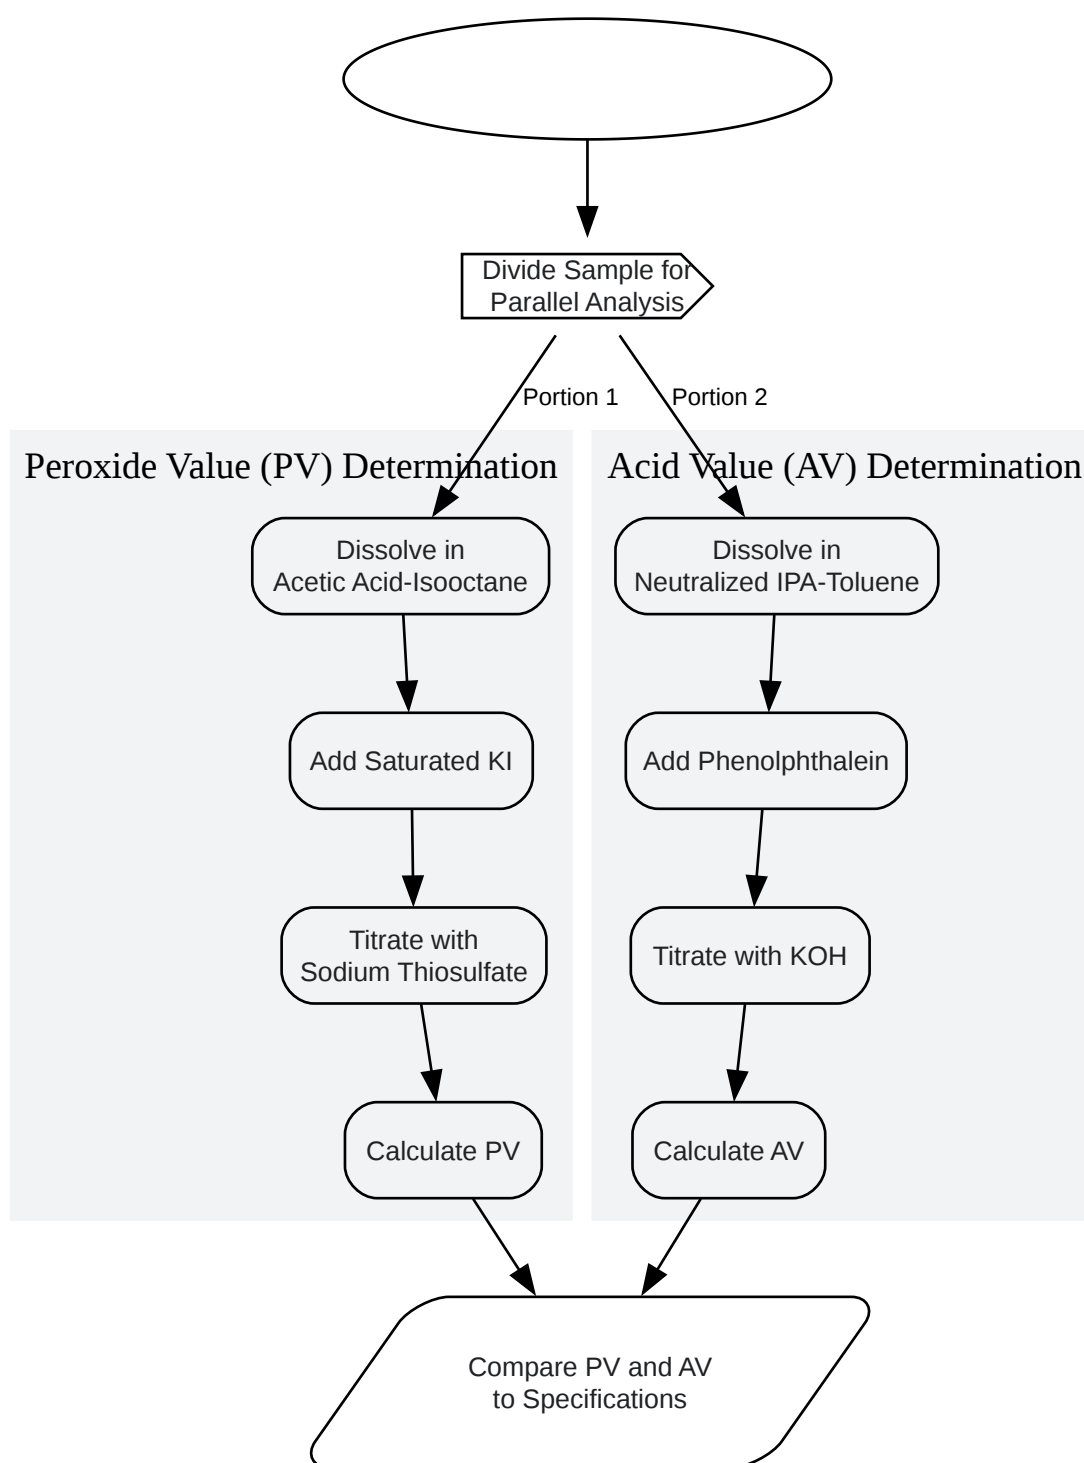 Divide Sample for
Parallel Analysis
Portion 1
Portion 2
Peroxide Value (PV) Determination
Acid Value (AV) Determination
Dissolve in
Acetic Acid-Isooctane
Dissolve in
Neutralized IPA-Toluene
Add Saturated KI
Add Phenolphthalein
Titrate with
Sodium Thiosulfate
Titrate with KOH
Calculate PV
Calculate AV
Compare PV and AV
to Specifications